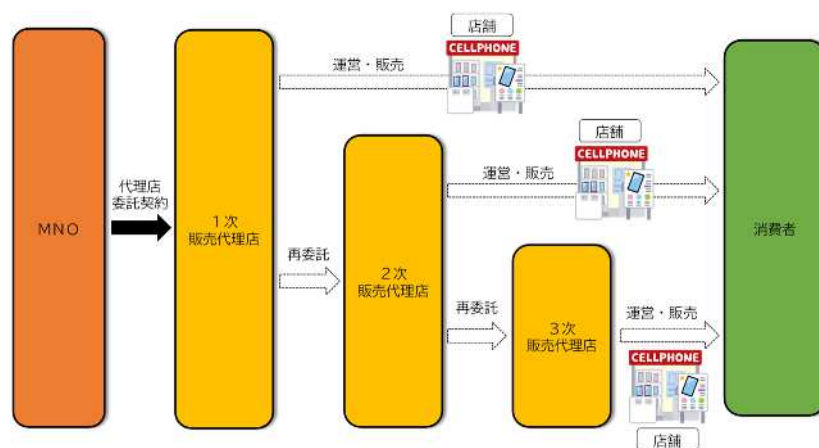 店舗
CELLPHONE
運営・販売
店舗
CELLPHONE
運営・販売
代理店
委託契約
MNO
1次
販売代理店
再委託
2次
販売代理店
再委託
3次
販売代理店
運営・販売
CELLPHONE
店舗
消費者